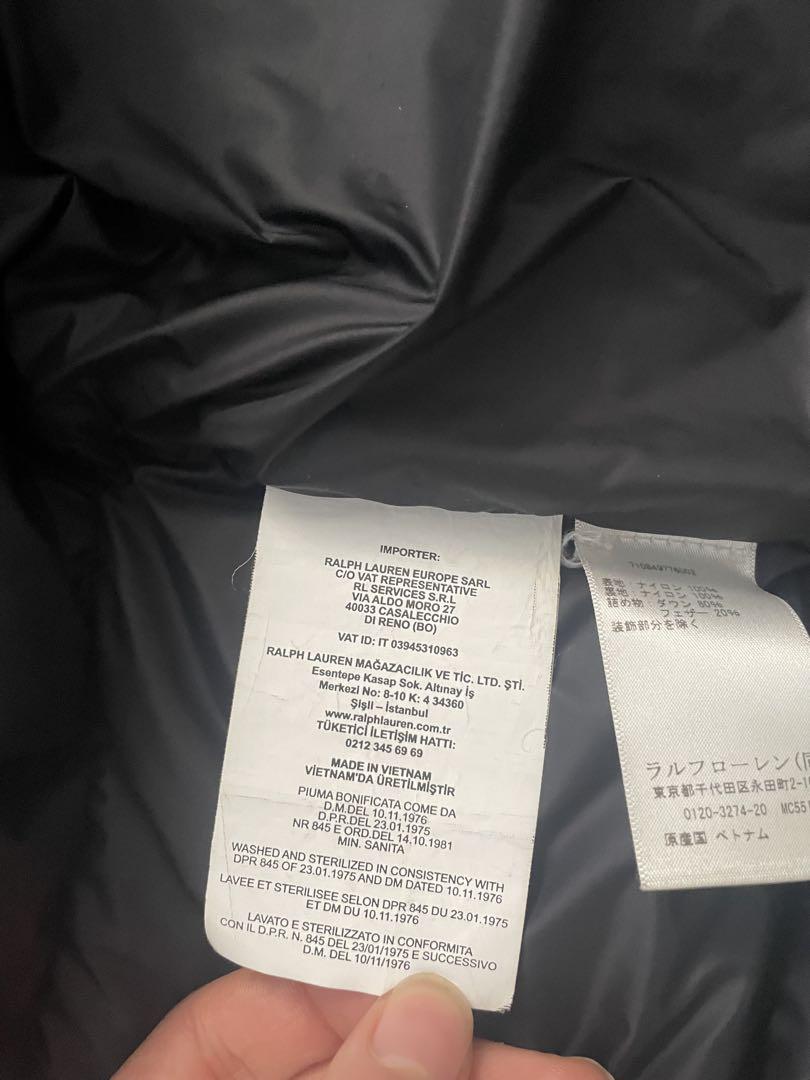 IMPORTER:
RALPH LAUREN EUROPE SARL
C/O VAT REPRESENTATIVE
RL SERVICES S.R.L
VIA ALDO MORO 27
40033 CASALECCHIO
DI RENO (BO)
VAT ID: IT 03945310963
RALPH LAUREN MAĞAZACILIK VE TİC. LTD. ŞTİ.
Esentepe Kasap Sok. Altınay İş
Merkezi No: 8-10 K: 4 34360
Şişli – İstanbul
www.ralphlauren.com.tr
TÜKETİCİ İLETİŞİM HATTI:
0212 345 69 69
MADE IN VIETNAM
VİETNAM'DA ÜRETİLMİŞTİR
PIUMA BONIFICATA COME DA
D.M.DEL 10.11.1976
D.P.R.DEL 23.01.1975
NR 845 E ORD.DEL 14.10.1981
MIN. SANITA
WASHED AND STERILIZED IN CONSISTENCY WITH
DPR 845 OF 23.01.1975 AND DM DATED 10.11.1976
LAVEE ET STERILISEE SELON DPR 845 DU 23.01.1975
ET DM DU 10.11.1976
LAVATO E STERILIZZATO IN CONFORMITA
CON IL D.P.R. N. 845 DEL 23/01/1975 E SUCCESSIVO
D.M. DEL 10/11/1976
710849776002
表地: ナイロン 100%
裏地: ナイロン 100%
詰め物: ダウン 80%
フェザー 20%
装飾部分を除く
ラルフローレン(
東京都千代田区永田町2-
0120-3274-20 MC55
原産国 ベトナム